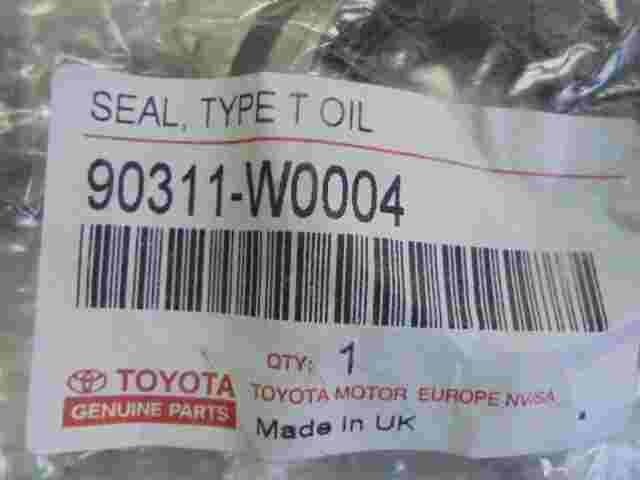 SEAL, TYPE T OIL
90311-W0004
QTY: 1
TOYOTA
GENUINE PARTS
TOYOTA MOTOR EUROPE NV/SA
Made in UK